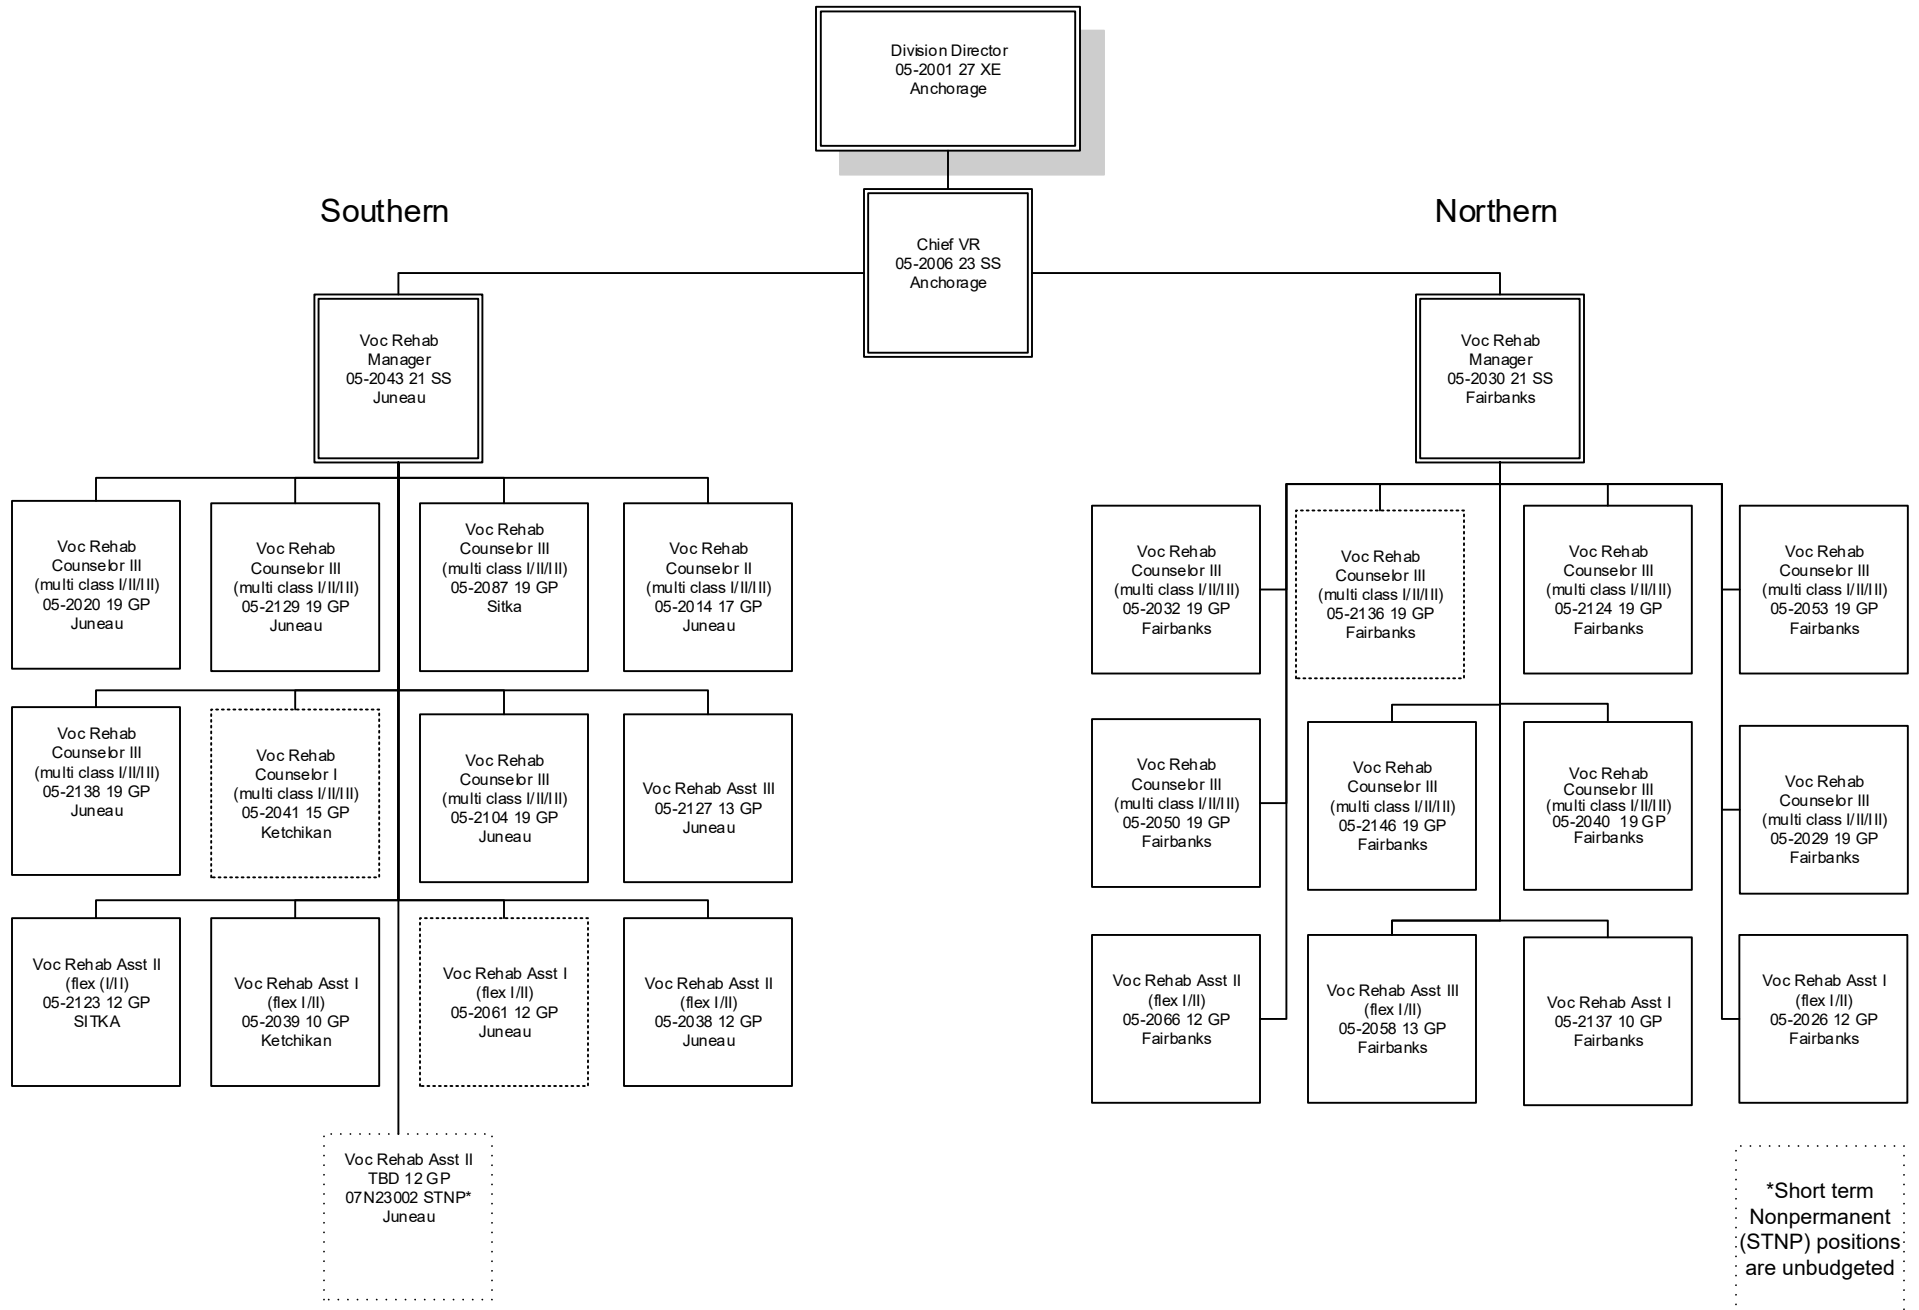 Division Director
05-2001 27 XE
Anchorage
Southern
Northern
Chief VR
05-2006 23 SS
Anchorage
Voc Rehab
Manager
05-2043 21 SS
Juneau
Voc Rehab
Manager
05-2030 21 SS
Fairbanks
Voc Rehab
Counselor III
(multi class I/II/III)
05-2020 19 GP
Juneau
Voc Rehab
Counselor III
(multi class I/II/III)
05-2129 19 GP
Juneau
Voc Rehab
Counselor III
(multi class I/II/III)
05-2087 19 GP
Sitka
Voc Rehab
Counselor II
(multi class I/II/III)
05-2014 17 GP
Juneau
Voc Rehab
Counselor III
(multi class I/II/III)
05-2032 19 GP
Fairbanks
Voc Rehab
Counselor III
(multi class I/II/III)
05-2136 19 GP
Fairbanks
Voc Rehab
Counselor III
(multi class I/II/III)
05-2124 19 GP
Fairbanks
Voc Rehab
Counselor III
(multi class I/II/III)
05-2053 19 GP
Fairbanks
Voc Rehab
Counselor III
(multi class I/II/III)
05-2138 19 GP
Juneau
Voc Rehab
Counselor I
(multi class I/II/III)
05-2041 15 GP
Ketchikan
Voc Rehab
Counselor III
(multi class I/II/III)
05-2104 19 GP
Juneau
Voc Rehab Asst III
05-2127 13 GP
Juneau
Voc Rehab
Counselor III
(multi class I/II/III)
05-2050 19 GP
Fairbanks
Voc Rehab
Counselor III
(multi class I/II/III)
05-2146 19 GP
Fairbanks
Voc Rehab
Counselor III
(multi class I/II/III)
05-2040 19 GP
Fairbanks
Voc Rehab
Counselor III
(multi class I/II/III)
05-2029 19 GP
Fairbanks
Voc Rehab Asst II
(flex (I/II)
05-2123 12 GP
SITKA
Voc Rehab Asst I
(flex I/II)
05-2039 10 GP
Ketchikan
Voc Rehab Asst I
(flex I/II)
05-2061 12 GP
Juneau
Voc Rehab Asst II
(flex I/II)
05-2038 12 GP
Juneau
Voc Rehab Asst II
(flex I/II)
05-2066 12 GP
Fairbanks
Voc Rehab Asst III
(flex I/II)
05-2058 13 GP
Fairbanks
Voc Rehab Asst I
05-2137 10 GP
Fairbanks
Voc Rehab Asst I
(flex I/II)
05-2026 12 GP
Fairbanks
Voc Rehab Asst II
TBD 12 GP
07N23002 STNP*
Juneau
*Short term
Nonpermanent
(STNP) positions
are unbudgeted